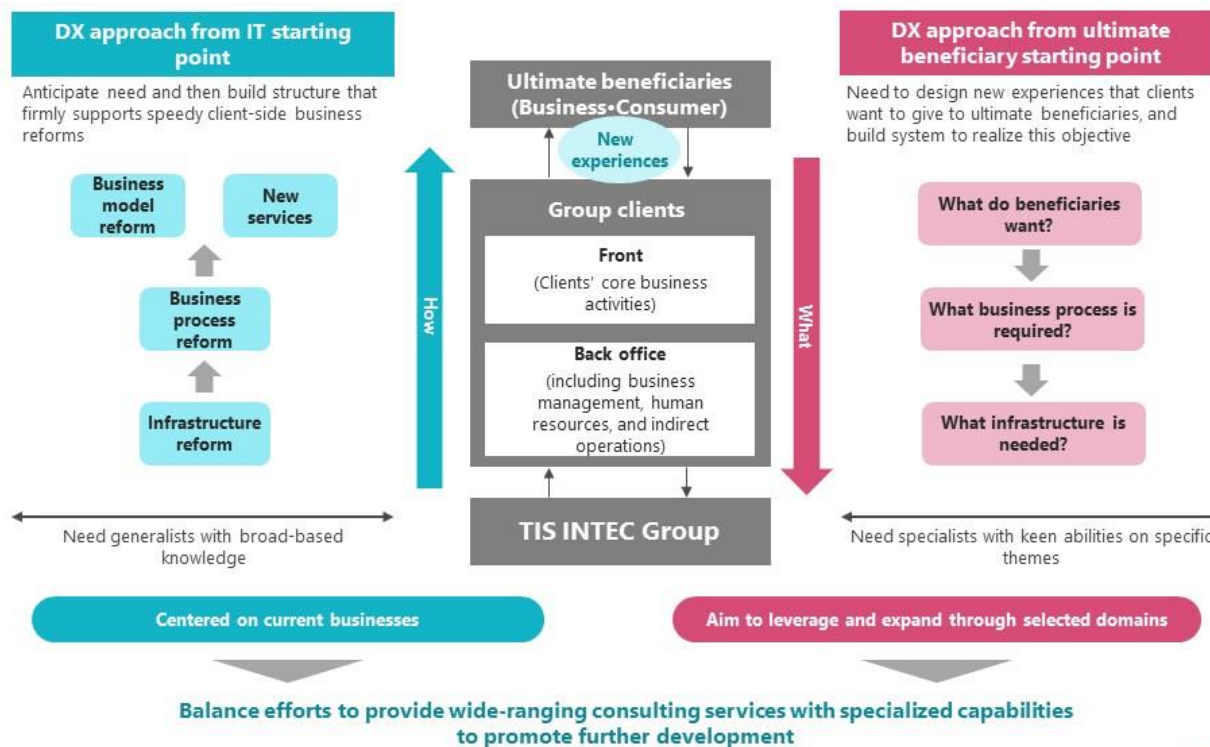 DX approach from IT starting
point
Anticipate need and then build structure that
firmly supports speedy client-side business
reforms
Business
model
reform
New
services
Business
process
reform
Infrastructure
reform
Need generalists with broad-based
knowledge
How
Ultimate beneficiaries
(Business•Consumer)
New
experiences
Group clients
Front
(Clients' core business
activities)
Back office
(including business
management, human
resources, and indirect
operations)
TIS INTEC Group
What
DX approach from ultimate
beneficiary starting point
Need to design new experiences that clients
want to give to ultimate beneficiaries, and
build system to realize this objective
What do beneficiaries
want?
What business process is
required?
What infrastructure is
needed?
Need specialists with keen abilities on specific
themes
Centered on current businesses
Aim to leverage and expand through selected domains
Balance efforts to provide wide-ranging consulting services with specialized capabilities
to promote further development